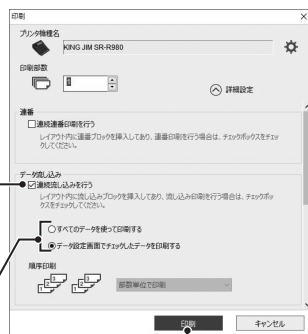 印刷
プリンタ機種名
KING JIM SR-R980
印刷部数
1
詳細設定
連番
連続連番印刷を行う
レイアウト内に連番ブロックを挿入してあり、連番印刷を行う場合は、チェックボックスをチェックしてください。
データ流し込み
連続流し込みを行う
レイアウト内に流し込みブロックを挿入してあり、流し込み印刷を行う場合は、チェックボックスをチェックしてください。
すべてのデータを使って印刷する
データ設定画面でチェックしたデータを印刷する
順序印刷
1 2 3 1 2 3
部数単位で印刷
印刷 キャンセル